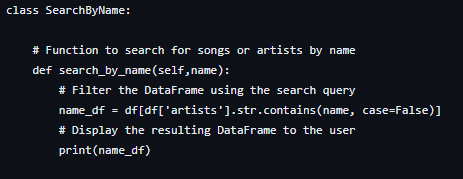 class SearchByName:
    # Function to search for songs or artists by name
    def search_by_name(self,name):
        # Filter the DataFrame using the search query
        name_df = df[df['artists'].str.contains(name, case=False)]
        # Display the resulting DataFrame to the user
        print(name_df)